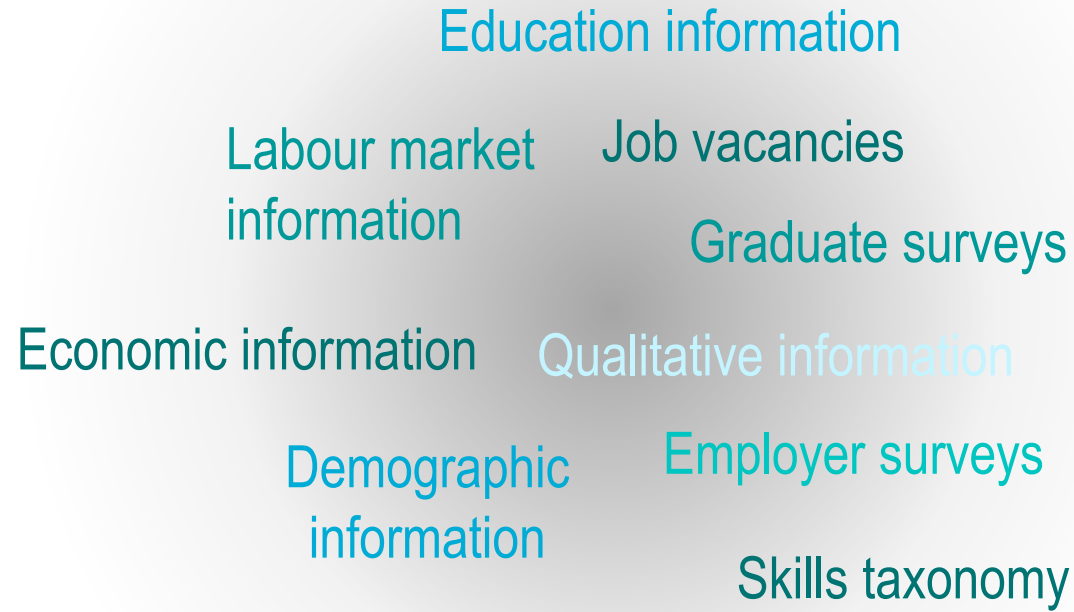 Education information
Labour market
information
Job vacancies
Graduate surveys
Economic information
Qualitative information
Employer surveys
Demographic
information
Skills taxonomy